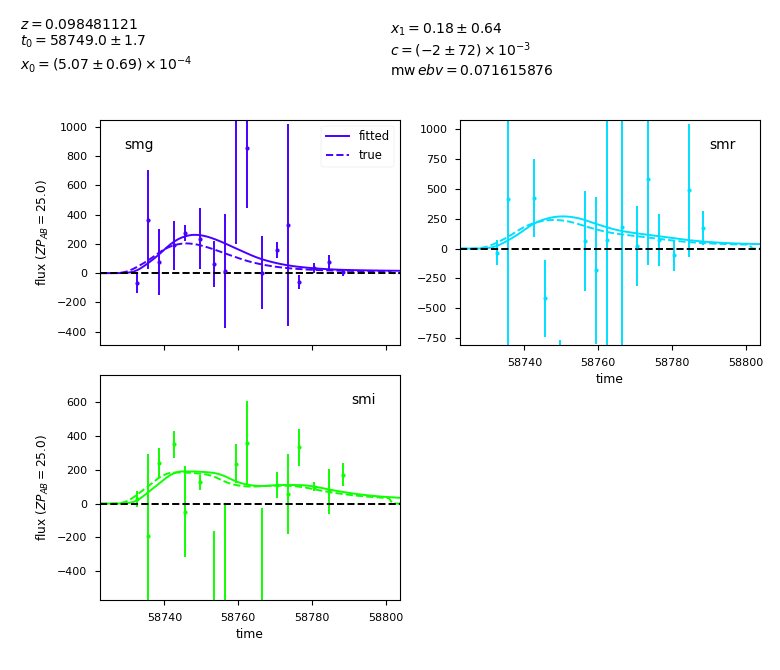 z = 0.098481121
t₀ = 58749.0 ± 1.7
x₀ = (5.07 ± 0.69) × 10⁻⁴
x₁ = 0.18 ± 0.64
c = (−2 ± 72) × 10⁻³
mw ebv = 0.071615876
smg
fitted
true
flux (ZP_AB = 25.0)
1000
800
600
400
200
0
−200
−400
smr
1000
750
500
250
0
−250
−500
−750
58740 58760 58780 58800
time
smi
flux (ZP_AB = 25.0)
600
400
200
0
−200
−400
58740 58760 58780 58800
time